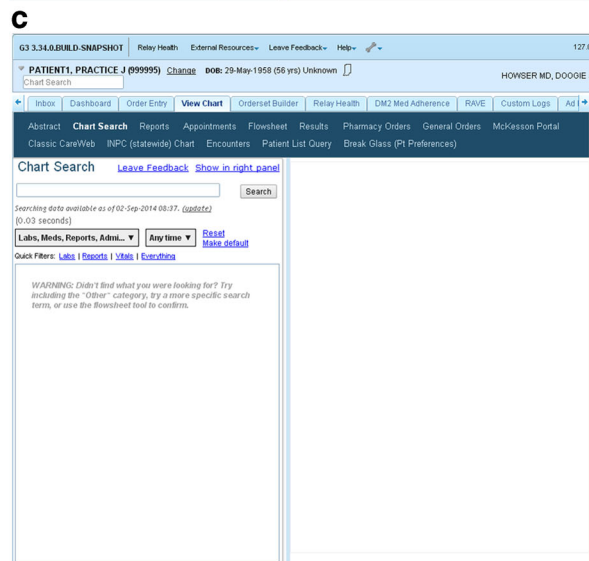 C
G3 3.34.0.BUILD-SNAPSHOT Relay Health External Resources Leave Feedback Help 127.
PATIENT1, PRACTICE J (999995) Change DOB: 29-May-1958 (56 yrs) Unknown
Chart Search HOWSER MD, DOOGIE
Inbox Dashboard Order Entry View Chart Orderset Builder Relay Health DM2 Med Adherence RAVE Custom Logs Ad
Abstract Chart Search Reports Appointments Flowsheet Results Pharmacy Orders General Orders McKesson Portal
Classic CareWeb INPC (statewide) Chart Encounters Patient List Query Break Glass (Pt Preferences)
Chart Search Leave Feedback Show in right panel
Search
Searching data available as of 02-Sep-2014 08:37. (update)
(0.03 seconds)
Labs, Meds, Reports, Admi... ▼ Any time ▼ Reset
Make default
Quick Filters: Labs | Reports | Vitals | Everything
WARNING: Didn't find what you were looking for? Try
including the "Other" category, try a more specific search
term, or use the flowsheet tool to confirm.